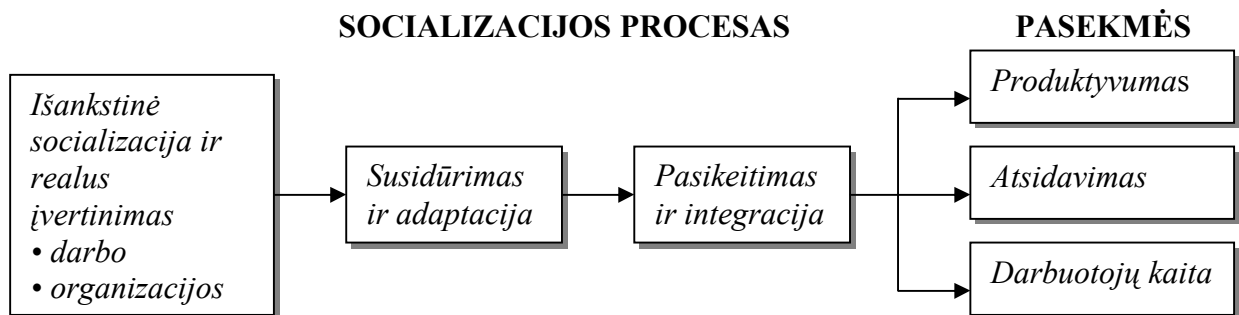 SOCIALIZACIJOS PROCESAS
PASEKMĖS
Išankstinė
socializacija ir
realus
įvertinimas
• darbo
• organizacijos
Susidūrimas
ir adaptacija
Pasikeitimas
ir integracija
Produktyvumas
Atsidavimas
Darbuotojų kaita